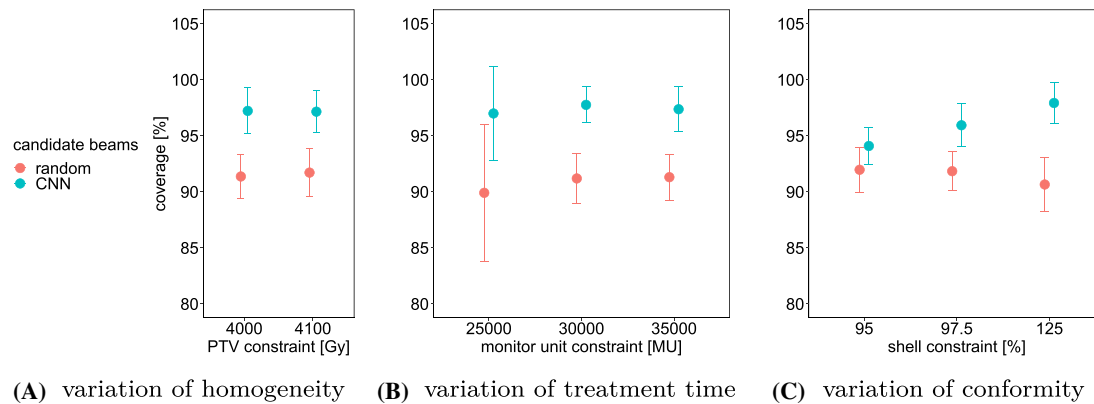 candidate beams
random
CNN
coverage [%]
105
100
95
90
85
80
4000 4100
PTV constraint [Gy]
(A) variation of homogeneity
105
100
95
90
85
80
25000 30000 35000
monitor unit constraint [MU]
(B) variation of treatment time
105
100
95
90
85
80
95 97.5 125
shell constraint [%]
(C) variation of conformity